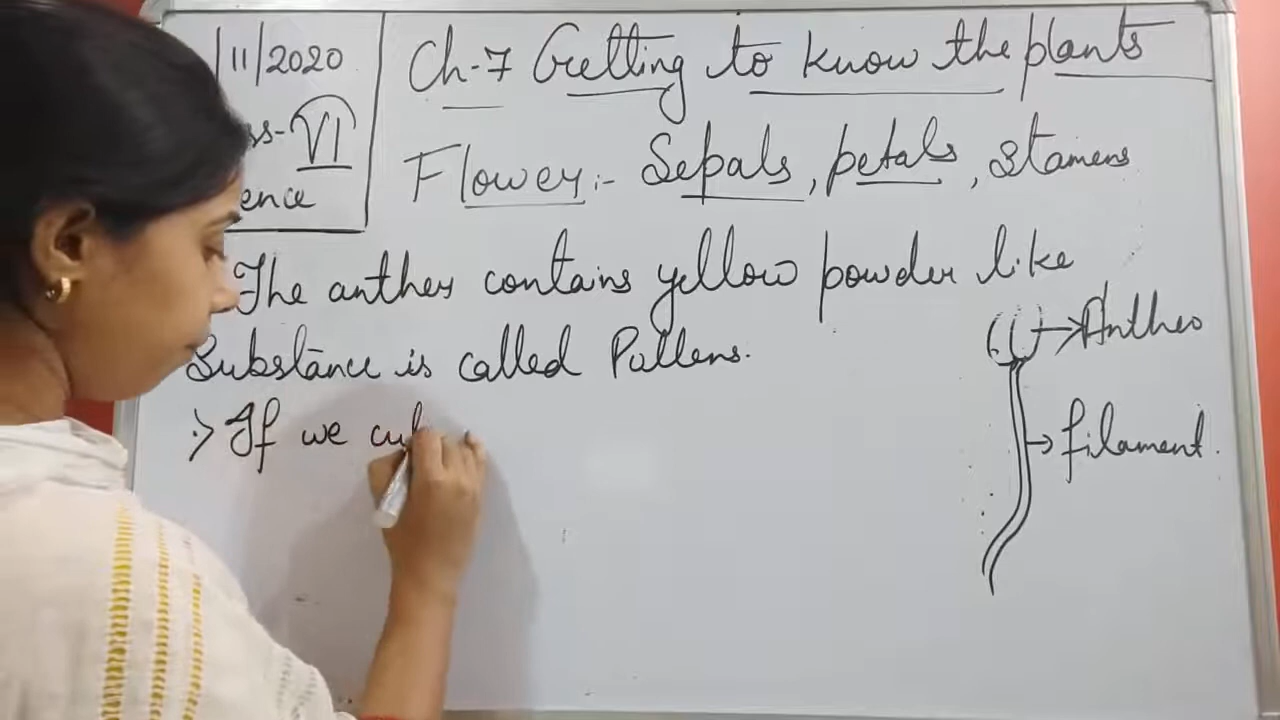 /11/2020
ss- VI
ence
Ch-7 Getting to know the plants
Flower:- Sepals, petals, stamens
The anther contains yellow powder like
Substance is called Pollens.
If we cut
Anther
filament.